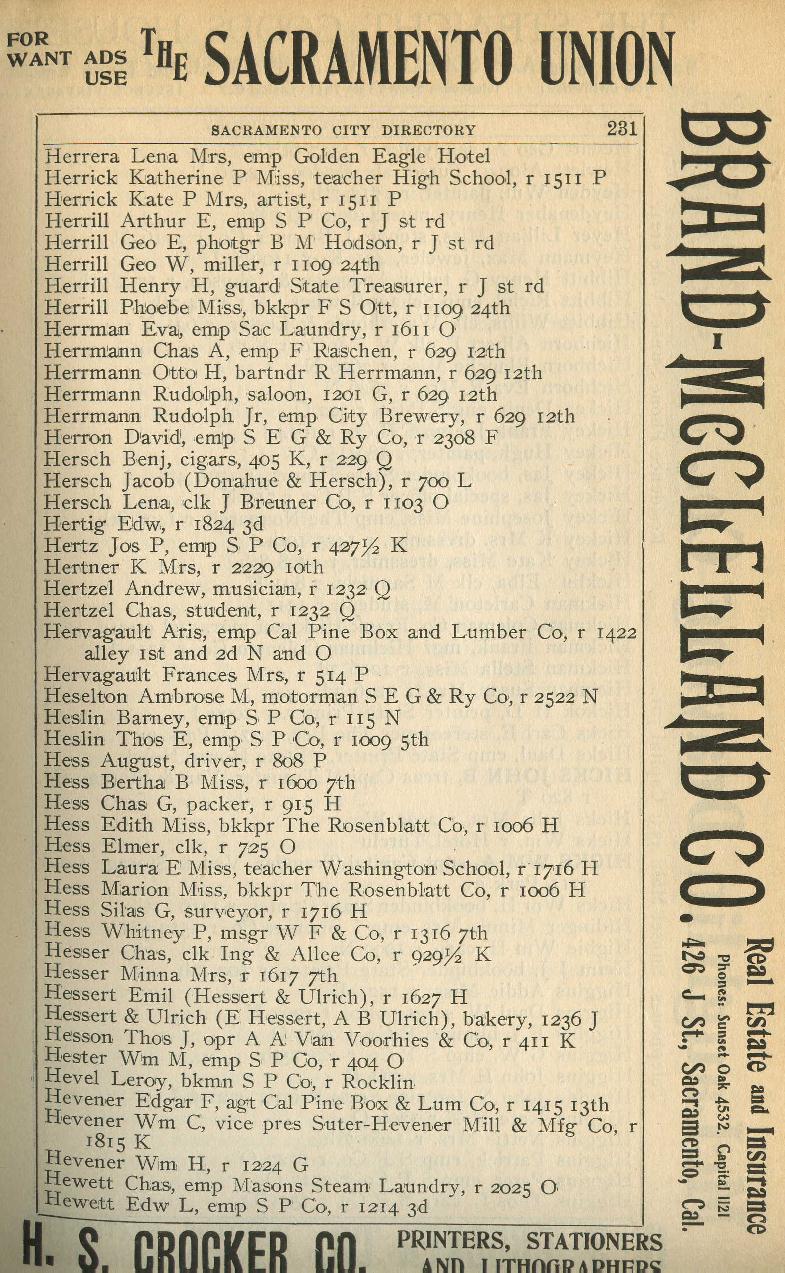 FOR
WANT ADS
USE
THE SACRAMENTO UNION
SACRAMENTO CITY DIRECTORY 231
Herrera Lena Mrs, emp Golden Eagle Hotel
Herrick Katherine P Miss, teacher High School, r 1511 P
Herrick Kate P Mrs, artist, r 1511 P
Herrill Arthur E, emp S P Co, r J st rd
Herrill Geo E, photgr B M Hodson, r J st rd
Herrill Geo W, miller, r 1109 24th
Herrill Henry H, guard State Treasurer, r J st rd
Herrill Phoebe Miss, bkkpr F S Ott, r 1109 24th
Herrman Eva, emp Sac Laundry, r 1611 O
Herrmann Chas A, emp F Raschen, r 629 12th
Herrmann Otto H, bartndr R Herrmann, r 629 12th
Herrmann Rudolph, saloon, 1201 G, r 629 12th
Herrmann Rudolph Jr, emp City Brewery, r 629 12th
Herron David, emp S E G & Ry Co, r 2308 F
Hersch Benj, cigars, 405 K, r 229 Q
Hersch Jacob (Donahue & Hersch), r 700 L
Hersch Lena, clk J Breuner Co, r 1103 O
Hertig Edw, r 1824 3d
Hertz Jos P, emp S P Co, r 427½ K
Hertner K Mrs, r 2229 10th
Hertzel Andrew, musician, r 1232 Q
Hertzel Chas, student, r 1232 Q
Hervagault Aris, emp Cal Pine Box and Lumber Co, r 1422
alley 1st and 2d N and O
Hervagault Frances Mrs, r 514 P
Heselton Ambrose M, motorman S E G & Ry Co, r 2522 N
Heslin Barney, emp S P Co, r 115 N
Heslin Thos E, emp S P Co, r 1009 5th
Hess August, driver, r 808 P
Hess Bertha B Miss, r 1600 7th
Hess Chas G, packer, r 915 H
Hess Edith Miss, bkkpr The Rosenblatt Co, r 1006 H
Hess Elmer, clk, r 725 O
Hess Laura E Miss, teacher Washington School, r 1716 H
Hess Marion Miss, bkkpr The Rosenblatt Co, r 1006 H
Hess Silas G, surveyor, r 1716 H
Hess Whitney P, msgr W F & Co, r 1316 7th
Hesser Chas, clk Ing & Allee Co, r 929½ K
Hesser Minna Mrs, r 1617 7th
Hessert Emil (Hessert & Ulrich), r 1627 H
Hessert & Ulrich (E Hessert, A B Ulrich), bakery, 1236 J
Hesson Thos J, opr A A Van Voorhies & Co, r 411 K
Hester Wm M, emp S P Co, r 404 O
Hevel Leroy, bkmn S P Co, r Rocklin
Hevener Edgar F, agt Cal Pine Box & Lum Co, r 1415 13th
Hevener Wm C, vice pres Suter-Hevener Mill & Mfg Co, r
1815 K
Hevener Wm H, r 1224 G
Hewett Chas, emp Masons Steam Laundry, r 2025 O
Hewett Edw L, emp S P Co, r 1214 3d
BRAND-McCLELLAND CO.
Real Estate and Insurance
Phones: Sunset Oak 4532. Capital 1121
426 J St., Sacramento, Cal.
H. S. CROCKER CO.
PRINTERS, STATIONERS
AND LITHOGRAPHERS